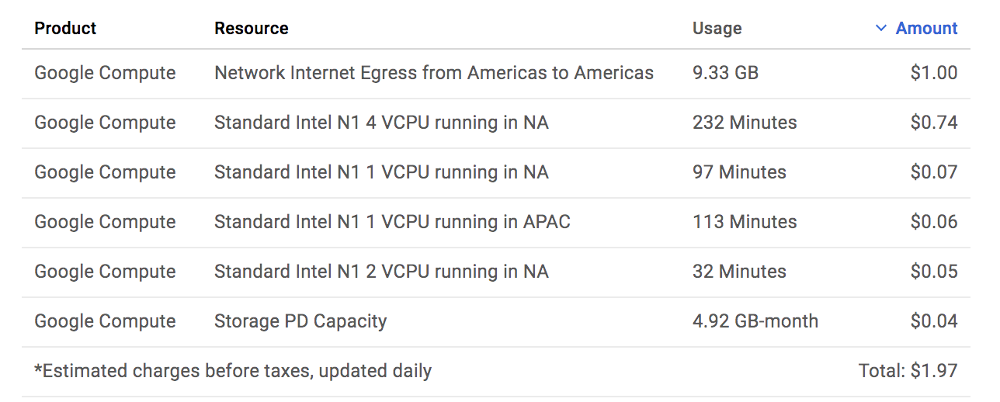 Product Resource Usage Amount
Google Compute Network Internet Egress from Americas to Americas 9.33 GB $1.00
Google Compute Standard Intel N1 4 VCPU running in NA 232 Minutes $0.74
Google Compute Standard Intel N1 1 VCPU running in NA 97 Minutes $0.07
Google Compute Standard Intel N1 1 VCPU running in APAC 113 Minutes $0.06
Google Compute Standard Intel N1 2 VCPU running in NA 32 Minutes $0.05
Google Compute Storage PD Capacity 4.92 GB-month $0.04
*Estimated charges before taxes, updated daily Total: $1.97